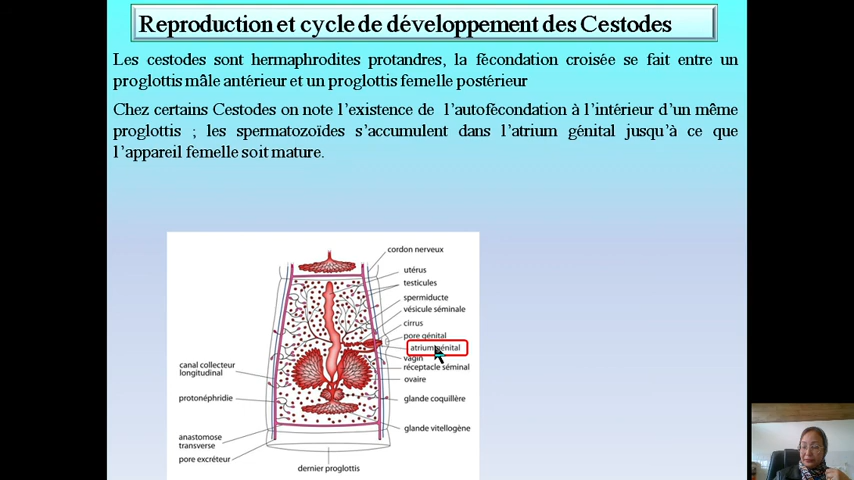 Reproduction et cycle de développement des Cestodes
Les cestodes sont hermaphrodites protandres, la fécondation croisée se fait entre un
proglottis mâle antérieur et un proglottis femelle postérieur
Chez certains Cestodes on note l'existence de l'autofécondation à l'intérieur d'un même
proglottis ; les spermatozoïdes s'accumulent dans l'atrium génital jusqu'à ce que
l'appareil femelle soit mature.
cordon nerveux
utérus
testicules
spermiducte
vésicule séminale
cirrus
pore génital
atrium génital
vagin
réceptacle séminal
ovaire
glande coquillère
glande vitellogène
canal collecteur
longitudinal
protonéphridie
anastomose
transverse
pore excréteur
dernier proglottis